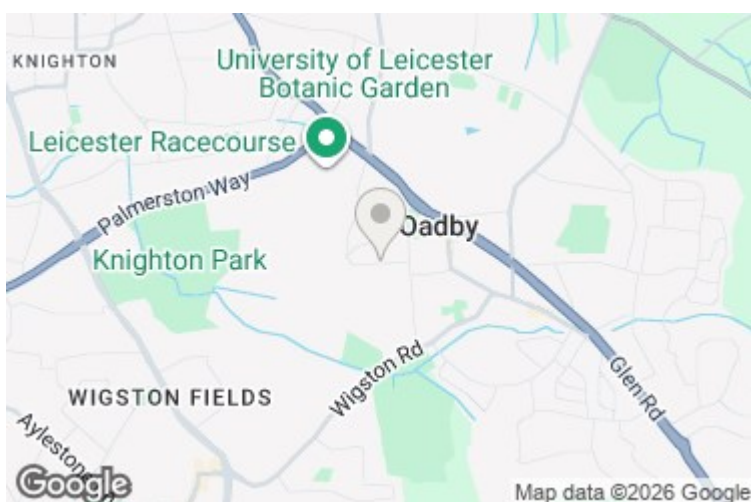 KNIGHTON
University of Leicester
Botanic Garden
Leicester Racecourse
Palmerston Way
Oadby
Knighton Park
Wigston Rd
Glen Rd
WIGSTON FIELDS
Google
Map data ©2026 Google